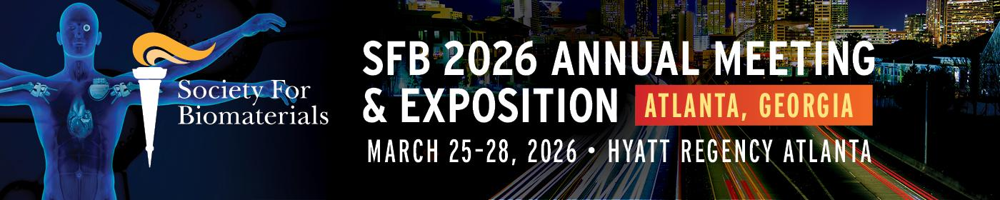 Society For
Biomaterials
SFB 2026 ANNUAL MEETING
& EXPOSITION ATLANTA, GEORGIA
MARCH 25-28, 2026 • HYATT REGENCY ATLANTA